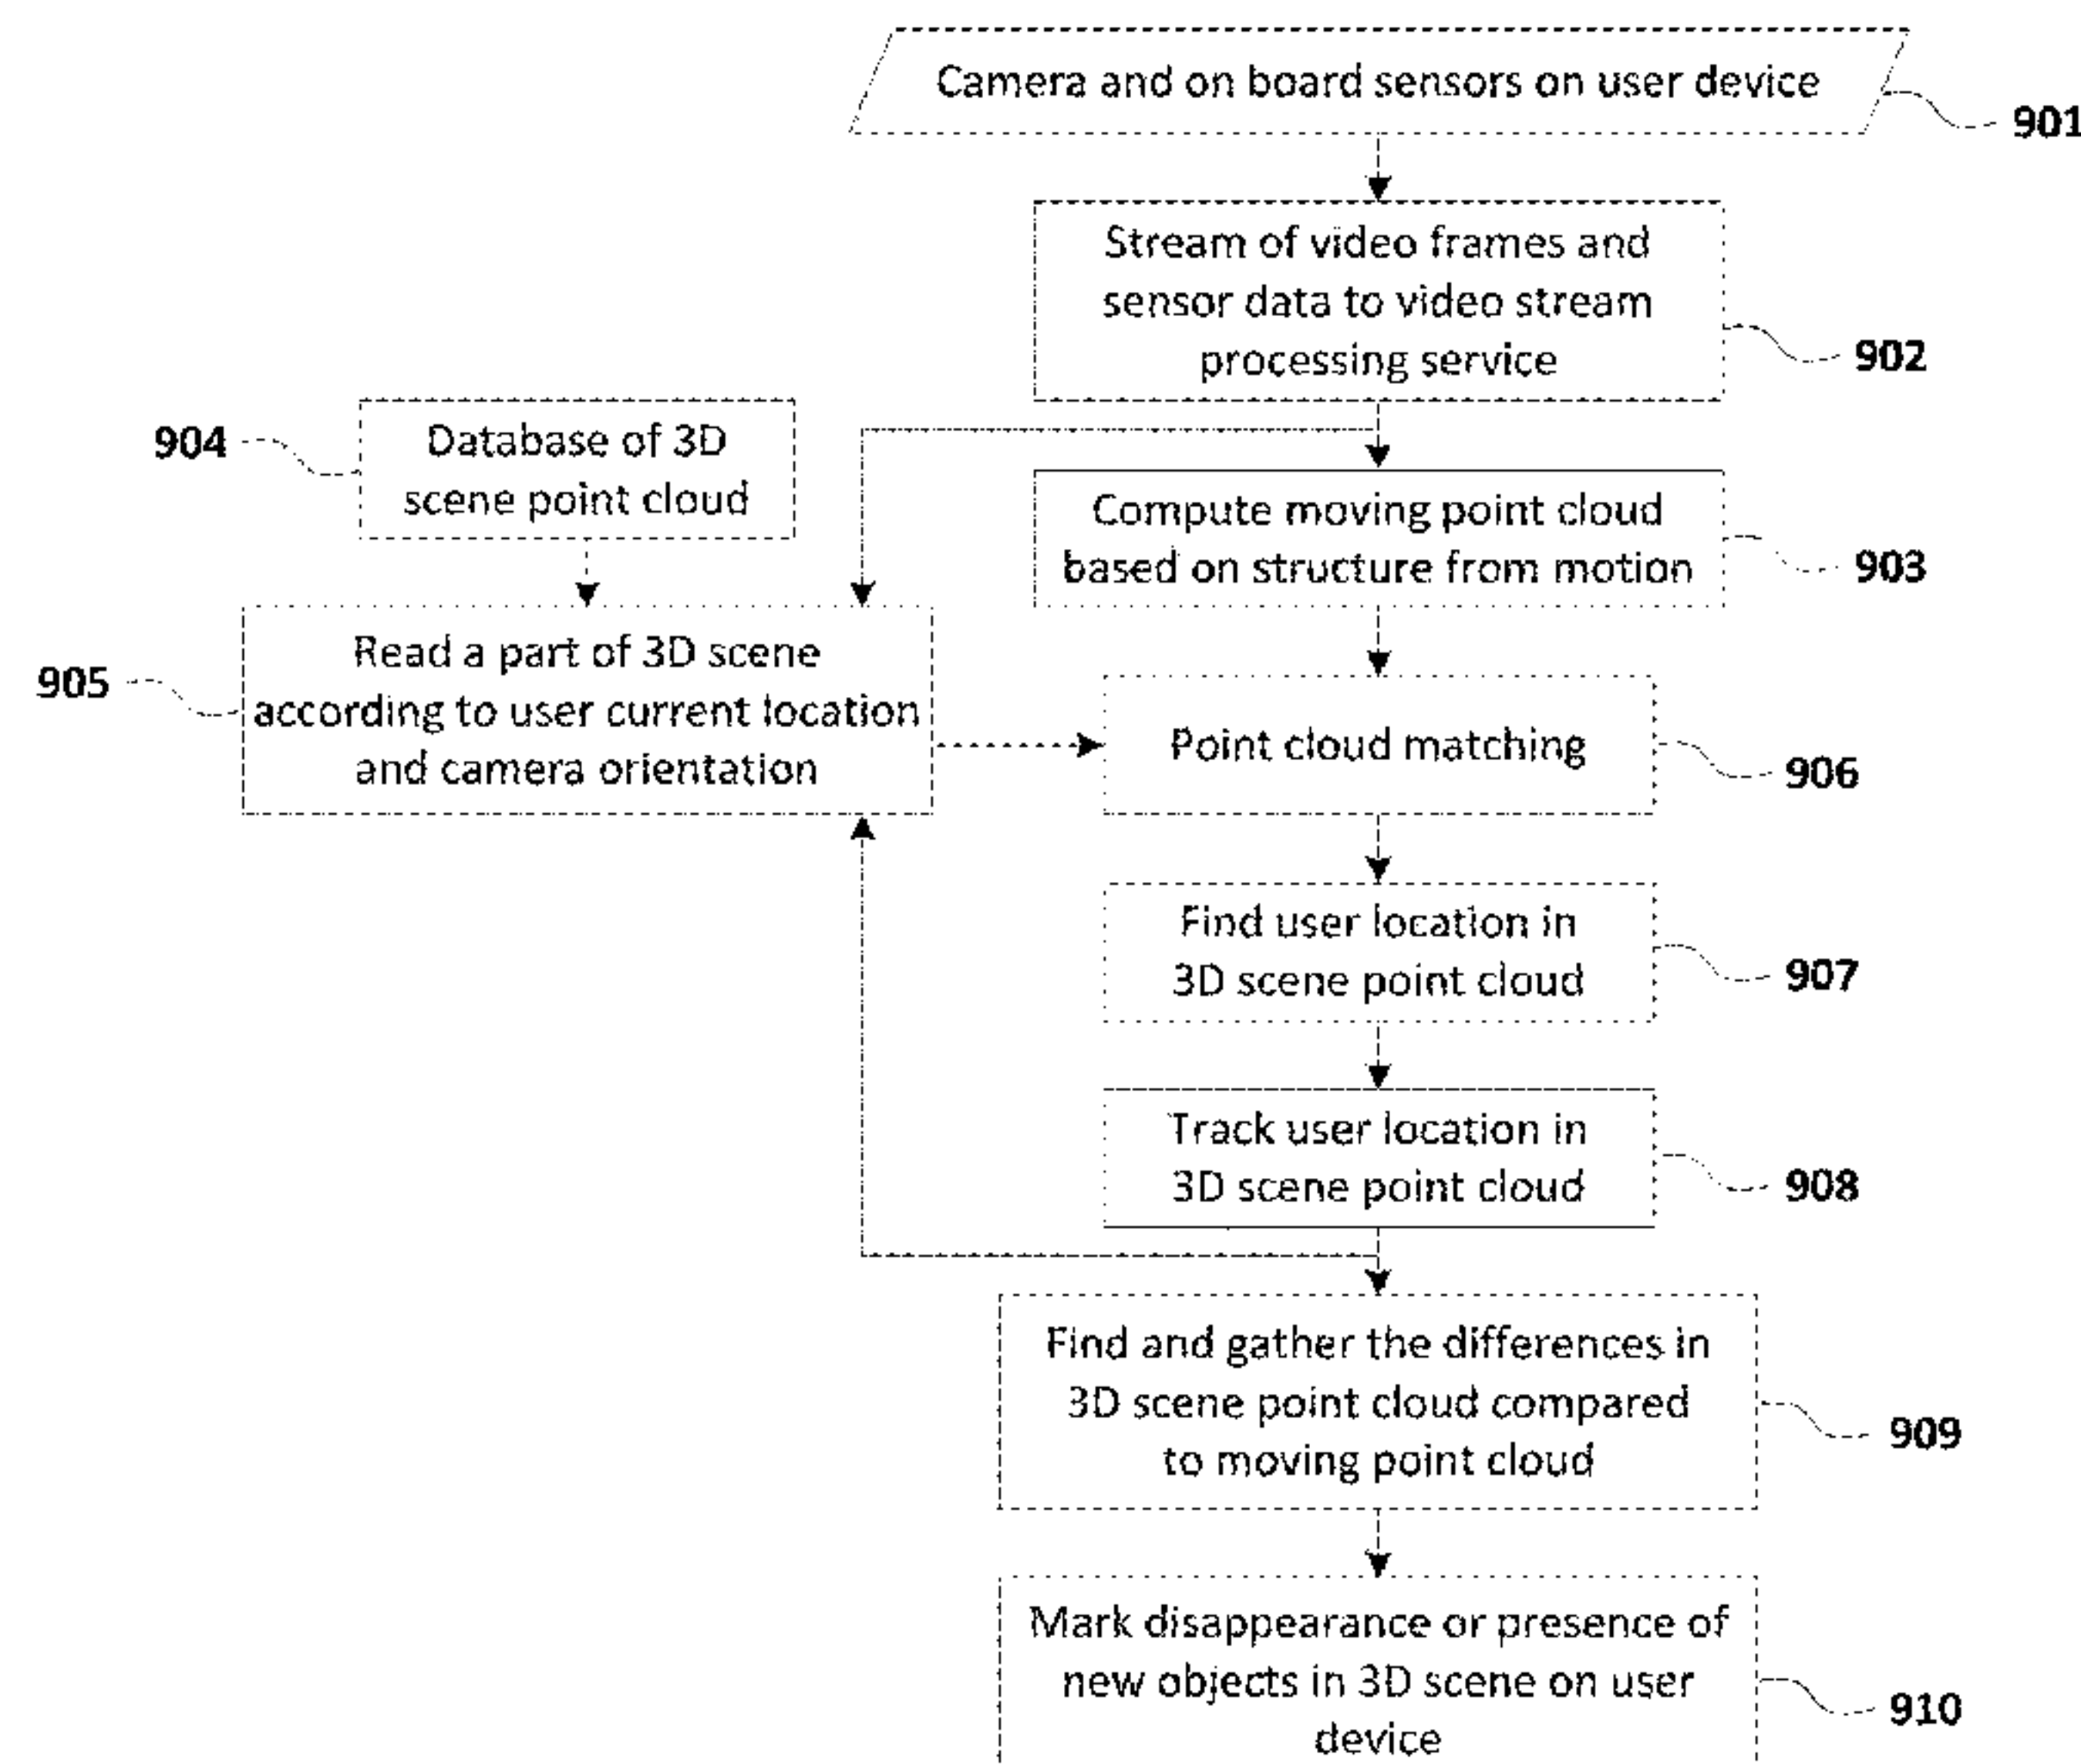 Camera and on board sensors on user device
901
Stream of video frames and
sensor data to video stream
processing service
902
904
Database of 3D
scene point cloud
Compute moving point cloud
based on structure from motion
903
905
Read a part of 3D scene
according to user current location
and camera orientation
Point cloud matching
906
Find user location in
3D scene point cloud
907
Track user location in
3D scene point cloud
908
Find and gather the differences in
3D scene point cloud compared
to moving point cloud
909
Mark disappearance or presence of
new objects in 3D scene on user
device
910